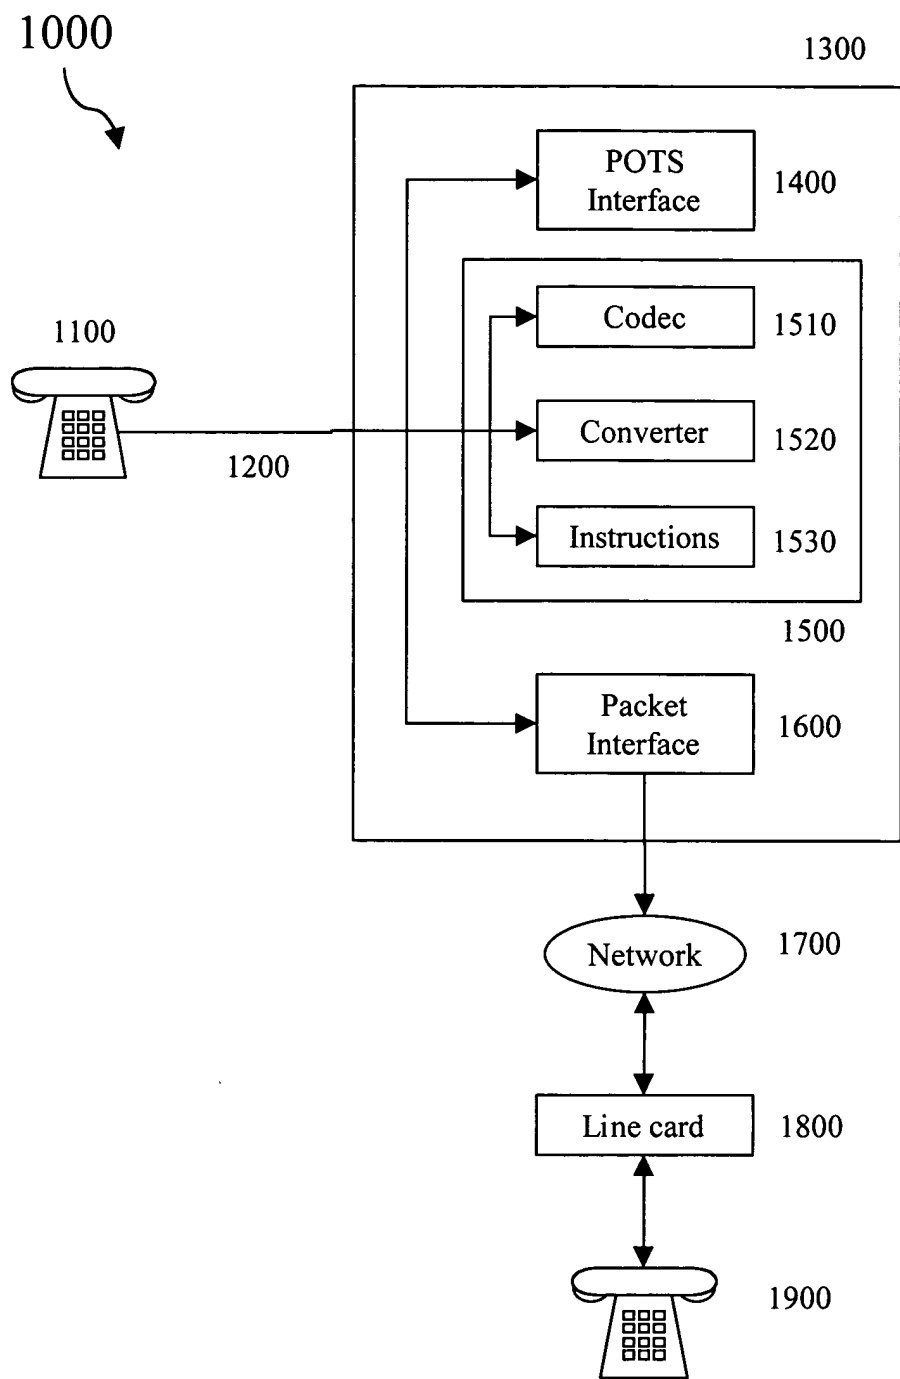 1000
1300
POTS
Interface
1400
Codec
1510
1100
Converter
1520
1200
Instructions
1530
1500
Packet
Interface
1600
Network
1700
Line card
1800
1900